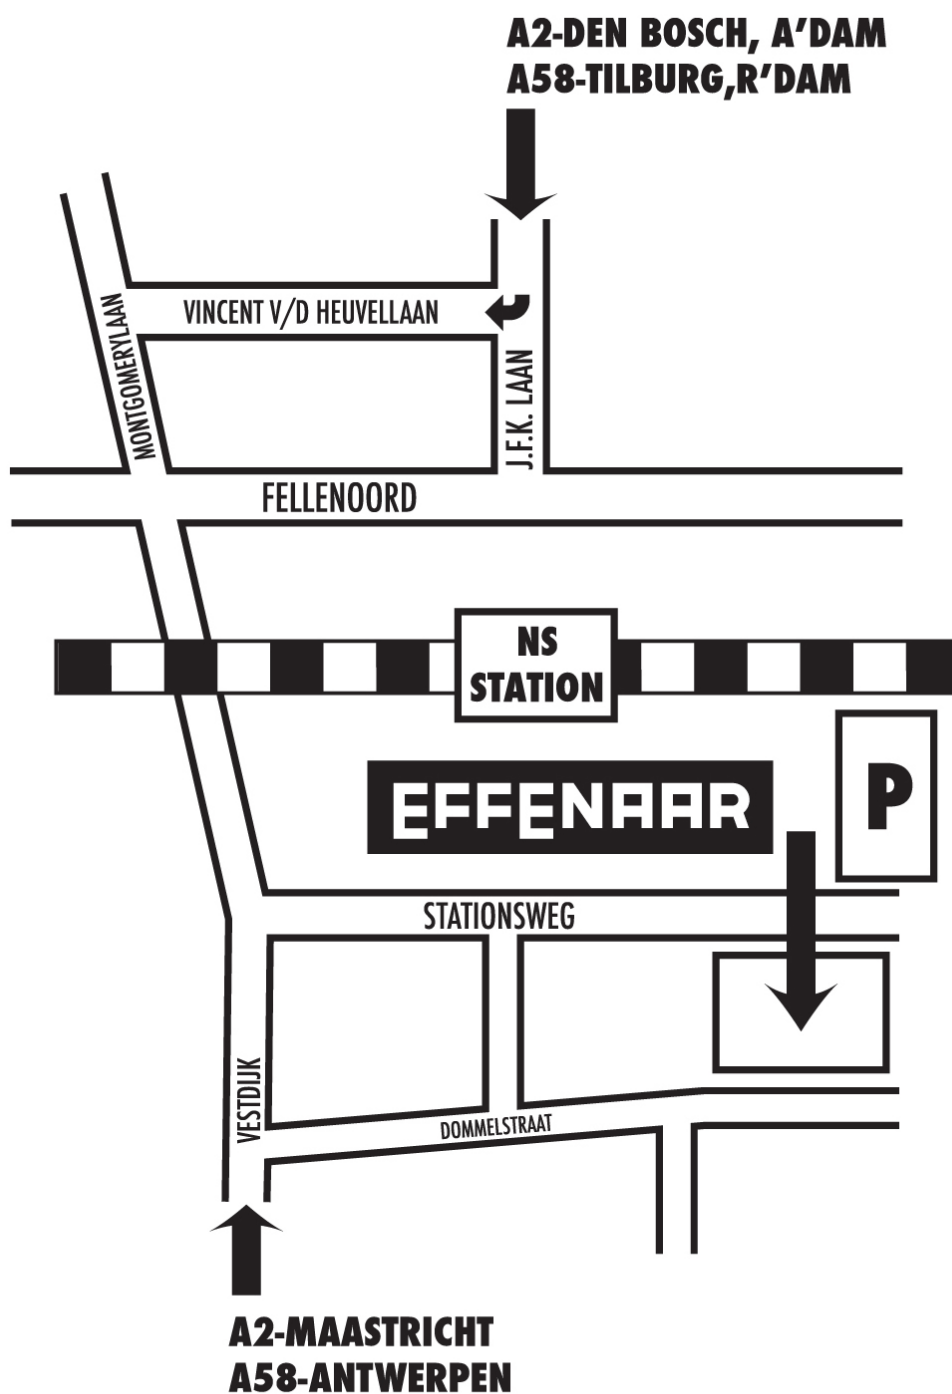 A2-DEN BOSCH, A'DAM
A58-TILBURG,R'DAM
VINCENT V/D HEUVELLAAN
MONTGOMERYLAAN
J.F.K. LAAN
FELLENOORD
NS
STATION
EFFENAAR
P
STATIONSWEG
VESTDIJK
DOMMELSTRAAT
A2-MAASTRICHT
A58-ANTWERPEN